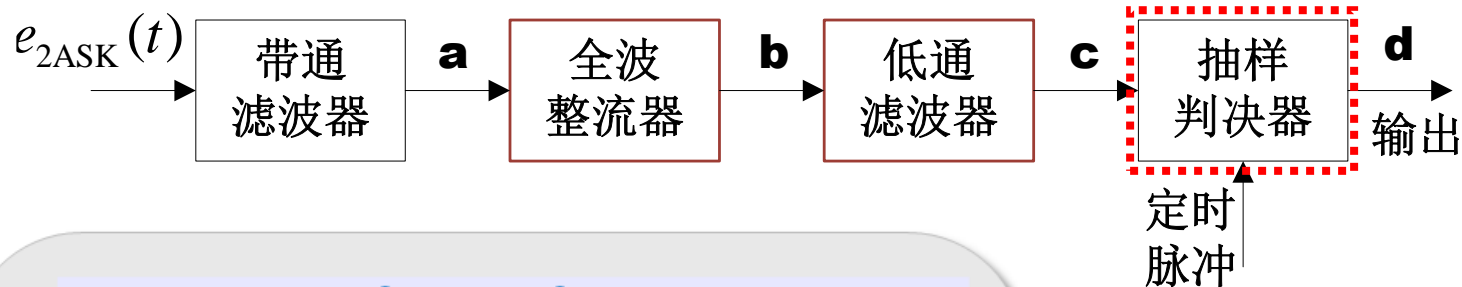 e2ASK(t)
带通
滤波器
a
全波
整流器
b
低通
滤波器
c
抽样
判决器
d
输出
定时
脉冲